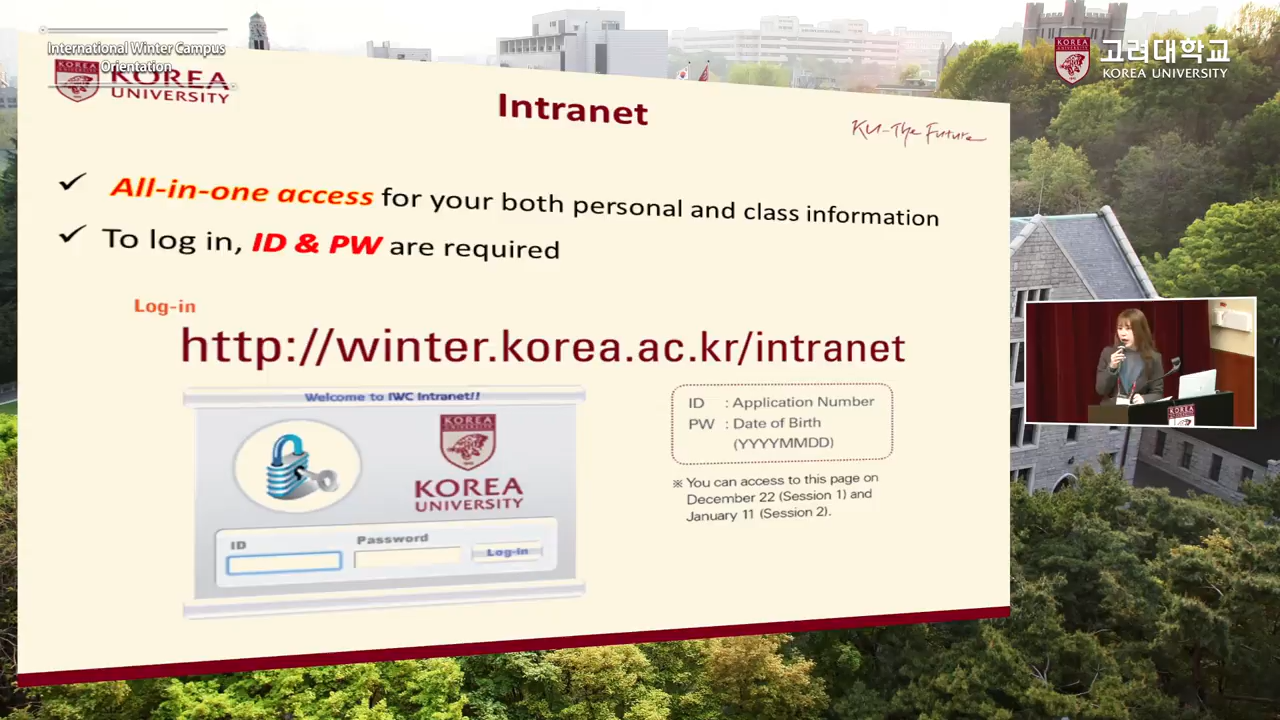 International Winter Campus
Orientation
KOREA
UNIVERSITY
고려대학교
KOREA UNIVERSITY
KOREA
Intranet
KU-The Future
All-in-one access for your both personal and class information
To log in, ID & PW are required
Log-in
http://winter.korea.ac.kr/intranet
Welcome to IWC Intranet!!
KOREA
KOREA
UNIVERSITY
ID
Password
Log-in
ID : Application Number
PW : Date of Birth
(YYYYMMDD)
※ You can access to this page on
December 22 (Session 1) and
January 11 (Session 2).
KOREA